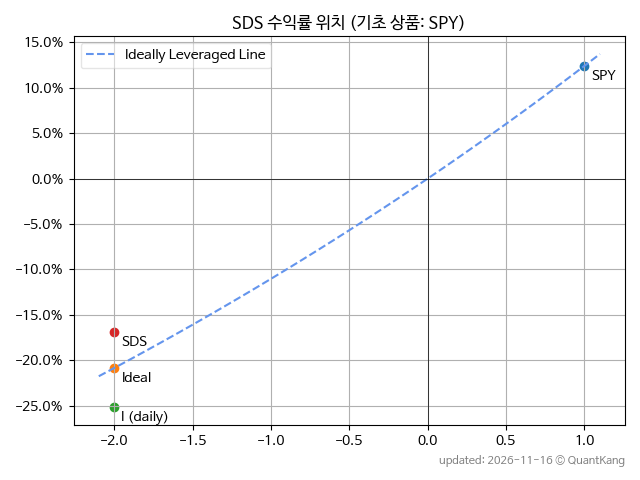 SDS 수익률 위치 (기초 상품: SPY)
15.0%
10.0%
5.0%
0.0%
−5.0%
−10.0%
−15.0%
−20.0%
−25.0%
Ideally Leveraged Line
SPY
SDS
Ideal
I (daily)
−2.0 −1.5 −1.0 −0.5 0.0 0.5 1.0
updated: 2026-11-16 © QuantKang